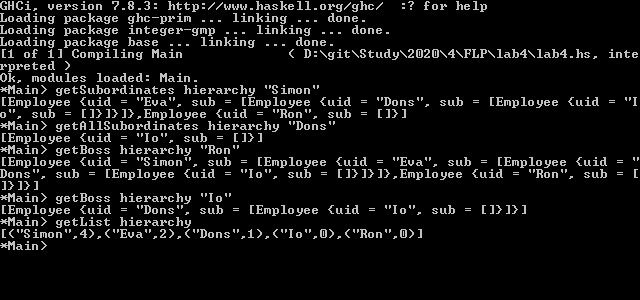 GHCi, version 7.8.3: http://www.haskell.org/ghc/  :? for help
Loading package ghc-prim ... linking ... done.
Loading package integer-gmp ... linking ... done.
Loading package base ... linking ... done.
[1 of 1] Compiling Main             ( D:\git\Study\2020\4\FLP\lab4\lab4.hs, inte
rpreted )
Ok, modules loaded: Main.
*Main> getSubordinates hierarchy "Simon"
[Employee {uid = "Eva", sub = [Employee {uid = "Dons", sub = [Employee {uid = "I
o", sub = []}]}]},Employee {uid = "Ron", sub = []}]
*Main> getAllSubordinates hierarchy "Dons"
[Employee {uid = "Io", sub = []}]
*Main> getBoss hierarchy "Ron"
[Employee {uid = "Simon", sub = [Employee {uid = "Eva", sub = [Employee {uid = "
Dons", sub = [Employee {uid = "Io", sub = []}]}]},Employee {uid = "Ron", sub = [
]}]}]
*Main> getBoss hierarchy "Io"
[Employee {uid = "Dons", sub = [Employee {uid = "Io", sub = []}]}]
*Main> getList hierarchy
[("Simon",4),("Eva",2),("Dons",1),("Io",0),("Ron",0)]
*Main>